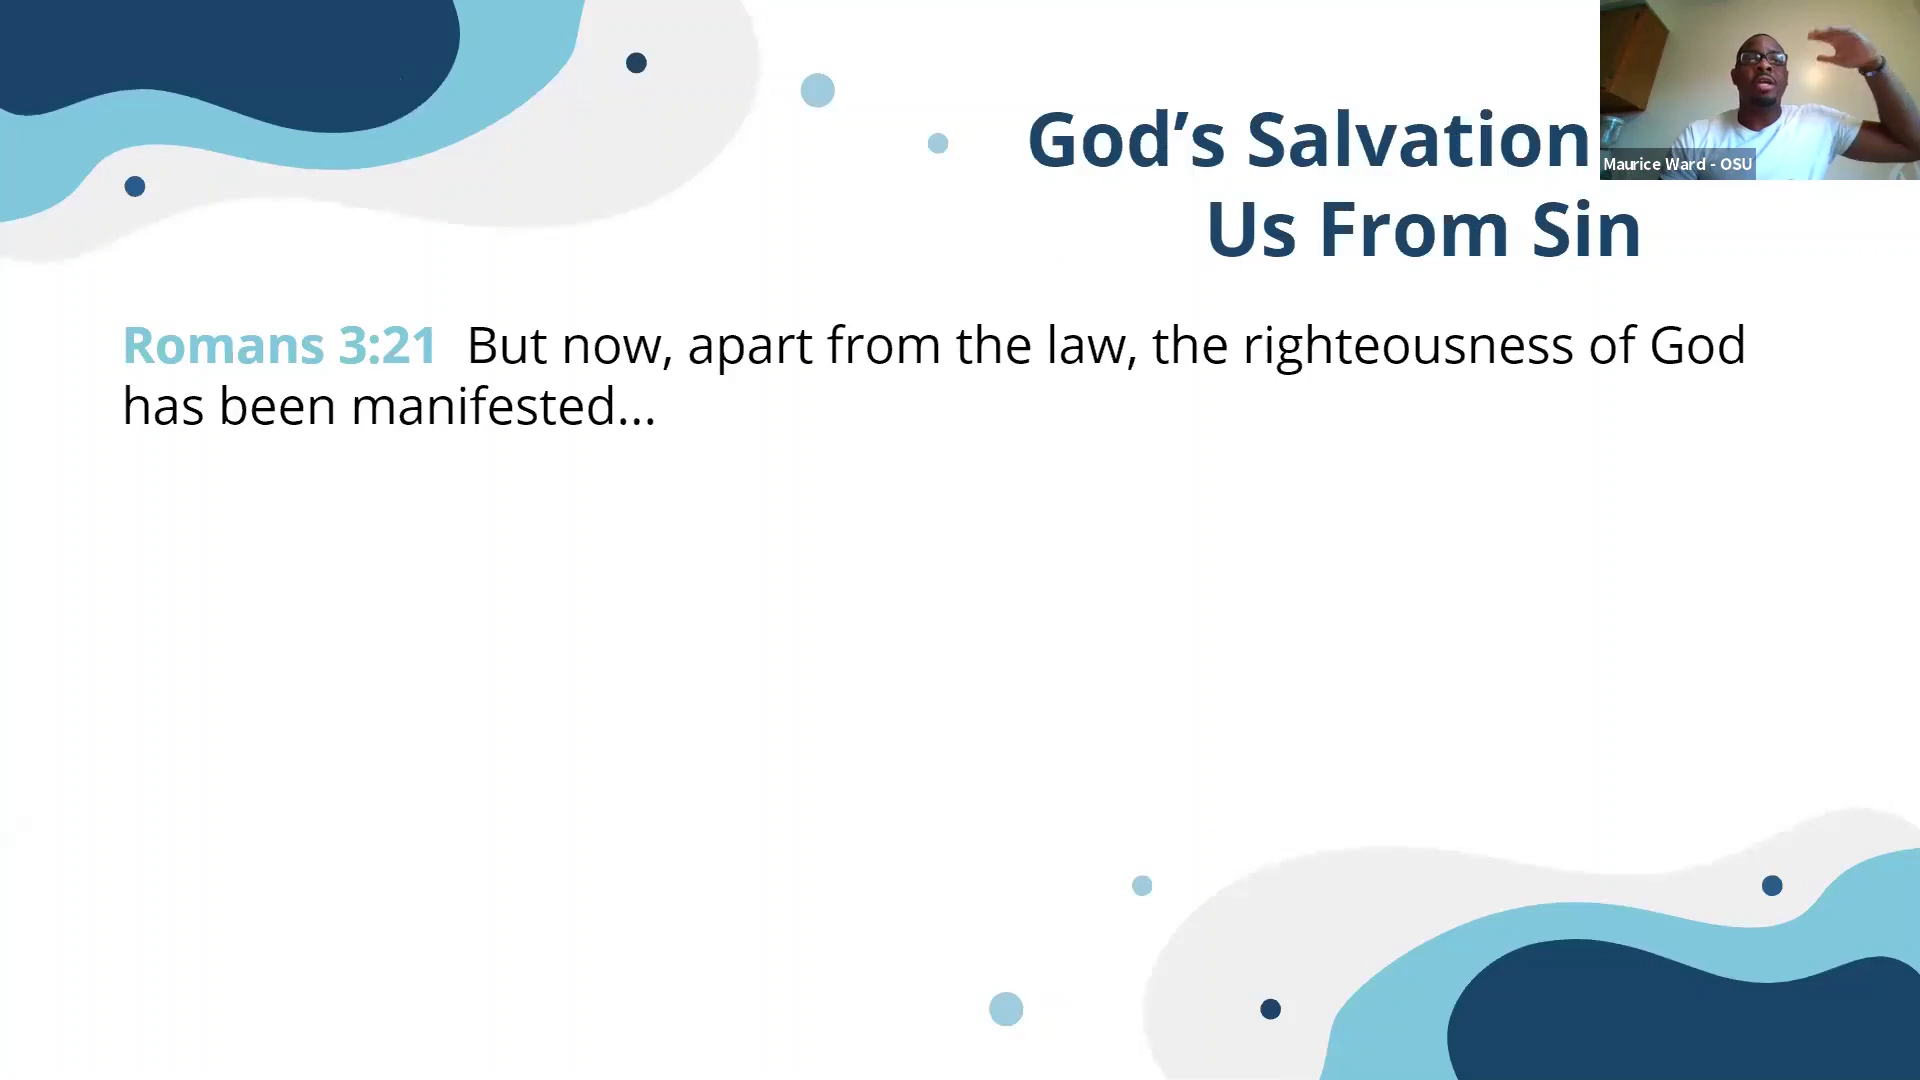 God’s Salvation
Us From Sin
Maurice Ward - OSU
Romans 3:21 But now, apart from the law, the righteousness of God
has been manifested...